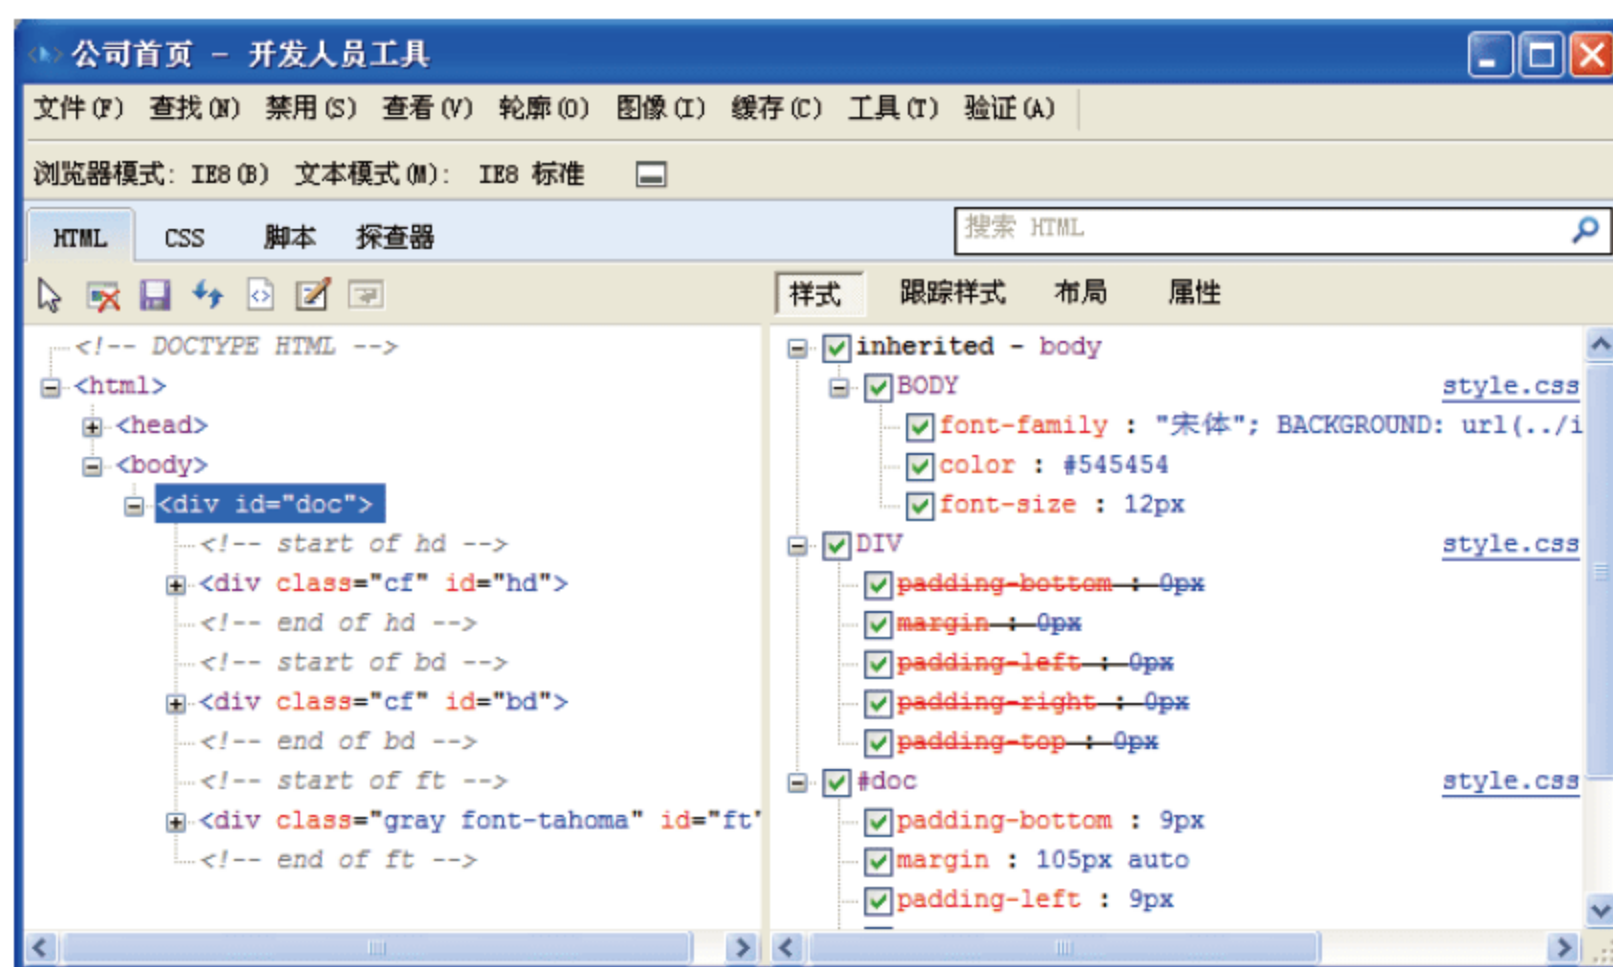 公司首页 - 开发人员工具
文件(F) 查找(N) 禁用(S) 查看(V) 轮廓(O) 图像(I) 缓存(C) 工具(T) 验证(A)
浏览器模式: IE8(B) 文本模式(M): IE8 标准
HTML CSS 脚本 探查器 搜索 HTML
样式 跟踪样式 布局 属性
<!-- DOCTYPE HTML -->
<html>
<head>
<body>
<div id="doc">
<!-- start of hd -->
<div class="cf" id="hd">
<!-- end of hd -->
<!-- start of bd -->
<div class="cf" id="bd">
<!-- end of bd -->
<!-- start of ft -->
<div class="gray font-tahoma" id="ft"
<!-- end of ft -->
inherited - body
BODY style.css
font-family : "宋体"; BACKGROUND: url(../i
color : #545454
font-size : 12px
DIV style.css
padding-bottom : 0px
margin : 0px
padding-left : 0px
padding-right : 0px
padding-top : 0px
#doc style.css
padding-bottom : 9px
margin : 105px auto
padding-left : 9px